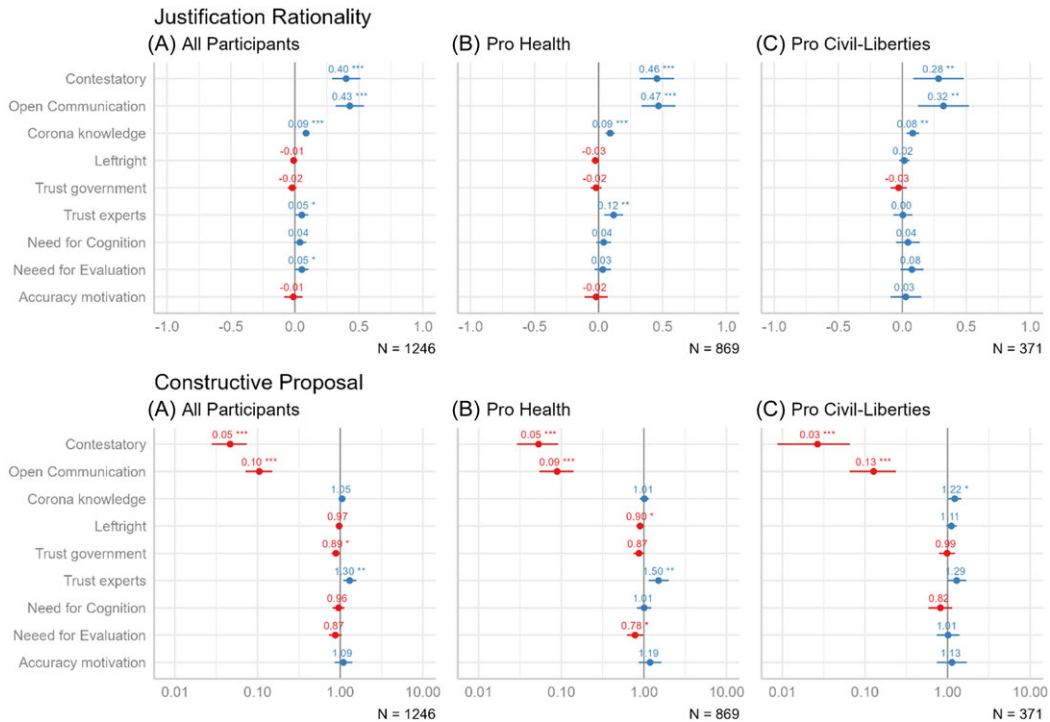 Justification Rationality
(A) All Participants
(B) Pro Health
(C) Pro Civil-Liberties
Contestatory 0.40 *** 0.46 *** 0.28 **
Open Communication 0.43 *** 0.47 *** 0.32 **
Corona knowledge 0.09 *** 0.09 *** 0.08 **
Leftright -0.01 -0.03 0.02
Trust government -0.02 -0.02 -0.03
Trust experts 0.05 * 0.12 ** 0.00
Need for Cognition 0.04 0.04 0.04
Neeed for Evaluation 0.05 * 0.03 0.08
Accuracy motivation -0.01 -0.02 0.03
-1.0 -0.5 0.0 0.5 1.0 -1.0 -0.5 0.0 0.5 1.0 -1.0 -0.5 0.0 0.5 1.0
N = 1246 N = 869 N = 371
Constructive Proposal
(A) All Participants
(B) Pro Health
(C) Pro Civil-Liberties
Contestatory 0.05 *** 0.05 *** 0.03 ***
Open Communication 0.10 *** 0.09 *** 0.13 ***
Corona knowledge 1.05 1.01 1.22 *
Leftright 0.97 0.90 * 1.11
Trust government 0.89 * 0.87 0.99
Trust experts 1.30 ** 1.50 ** 1.29
Need for Cognition 0.96 1.01 0.82
Neeed for Evaluation 0.87 0.78 * 1.01
Accuracy motivation 1.09 1.19 1.13
0.01 0.10 1.00 10.00 0.01 0.10 1.00 10.00 0.01 0.10 1.00 10.00
N = 1246 N = 869 N = 371